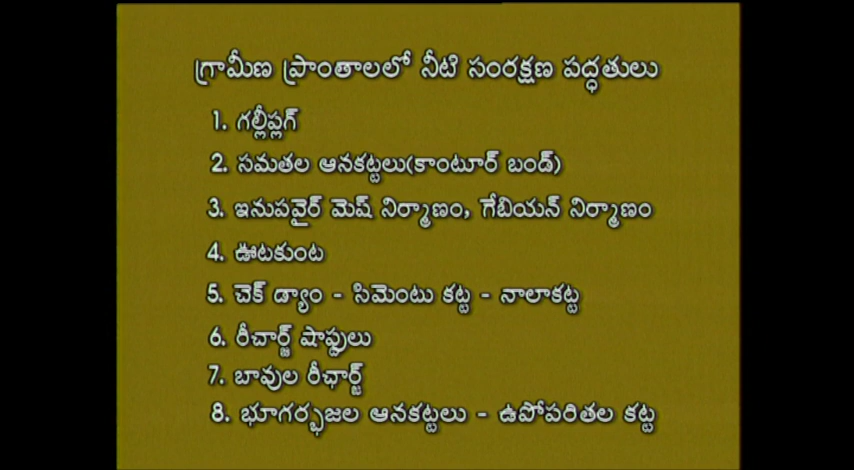 గ్రామీణ ప్రాంతాలలో నీటి సంరక్షణ పద్ధతులు
1. గల్లీప్లగ్
2. సమతల ఆనకట్టలు(కాంటూర్ బండ్)
3. ఇనుపవైర్ మెష్ నిర్మాణం, గేబియన్ నిర్మాణం
4. ఊటకుంట
5. చెక్ డ్యాం - సిమెంటు కట్ట - నాలాకట్ట
6. రీచార్జ్ షాఫ్టులు
7. బావుల రీఛార్జ్
8. భూగర్భజల ఆనకట్టలు - ఉపోపరితల కట్ట